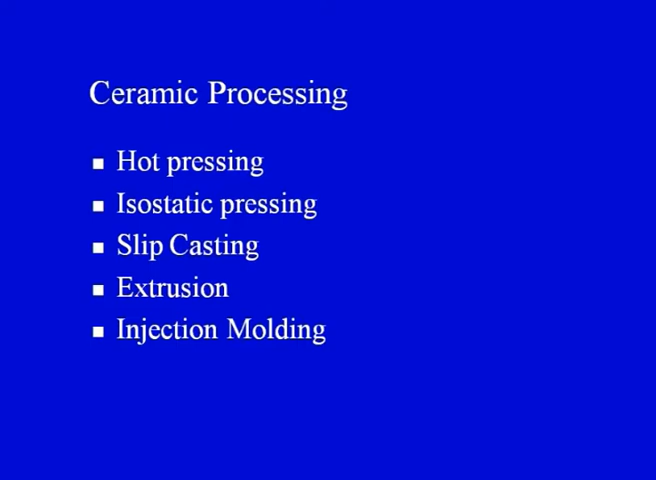 Ceramic Processing
Hot pressing
Isostatic pressing
Slip Casting
Extrusion
Injection Molding